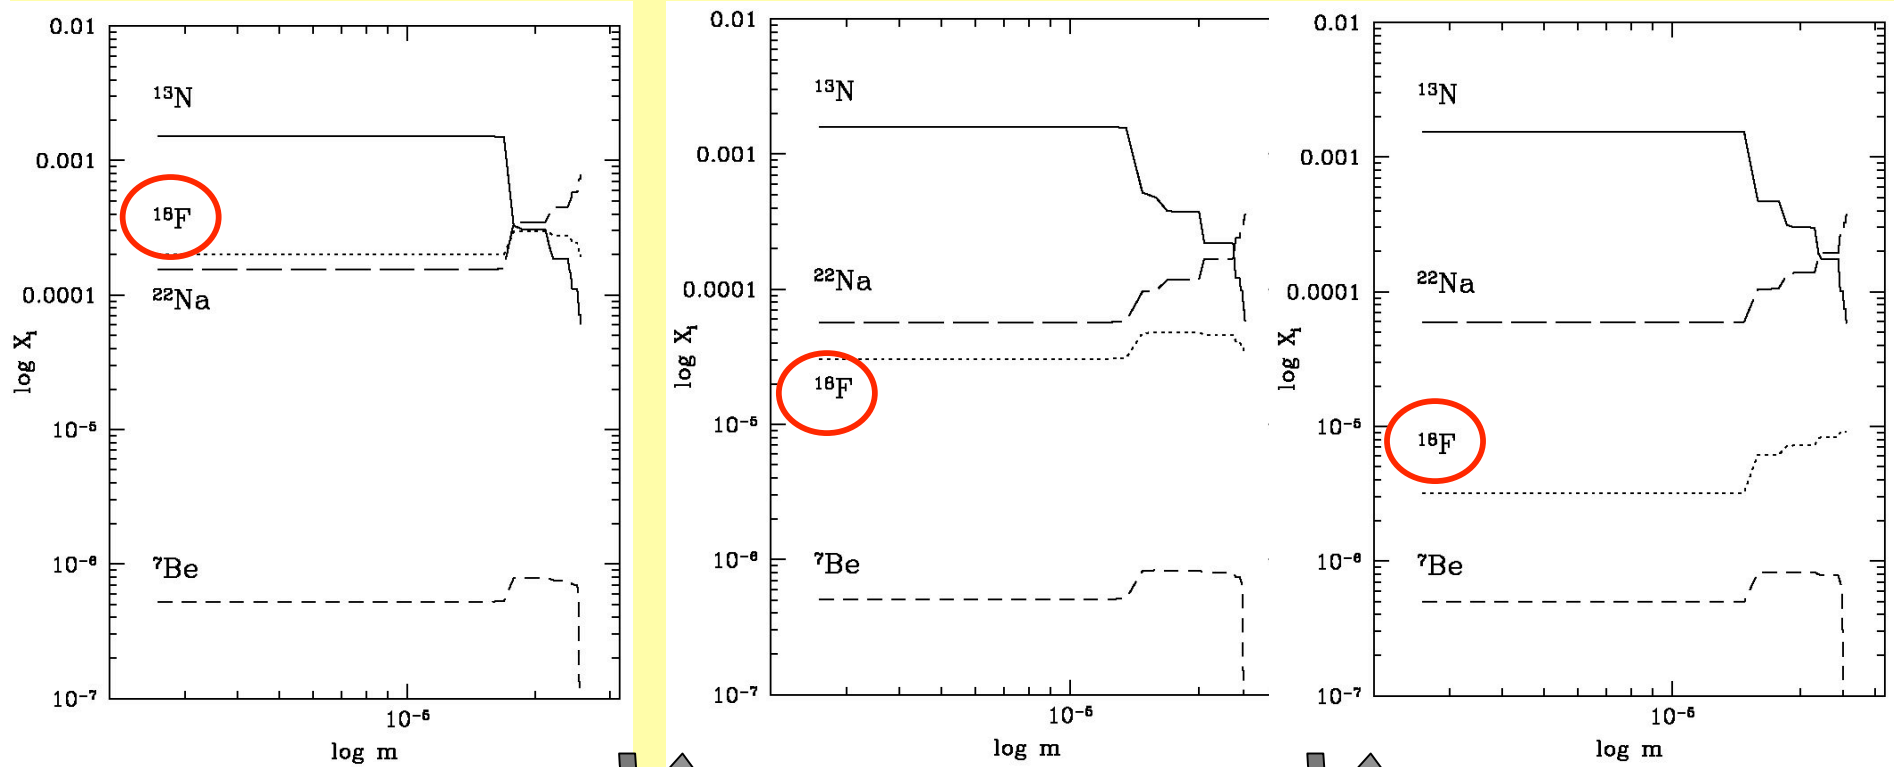 0.01
¹³N
0.001
¹⁸F
²²Na
0.0001
log Xᵢ
10⁻⁵
⁷Be
10⁻⁶
10⁻⁷
10⁻⁵
log m
0.01
¹³N
0.001
²²Na
0.0001
log Xᵢ
¹⁸F
10⁻⁵
⁷Be
10⁻⁶
10⁻⁷
10⁻⁵
log m
0.01
¹³N
0.001
²²Na
0.0001
log Xᵢ
10⁻⁵
¹⁸F
10⁻⁶
⁷Be
10⁻⁷
10⁻⁵
log m